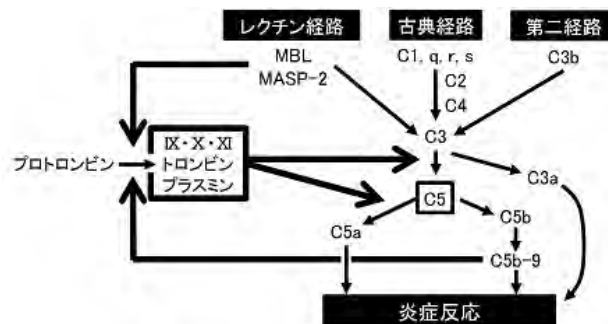 レクチン経路
古典経路
第二経路
MBL
MASP-2
C1, q, r, s
C2
C4
C3b
C3
プロトロンビン
Ⅸ・Ⅹ・Ⅺ
トロンビン
プラスミン
C3a
C5
C5a
C5b
C5b-9
炎症反応